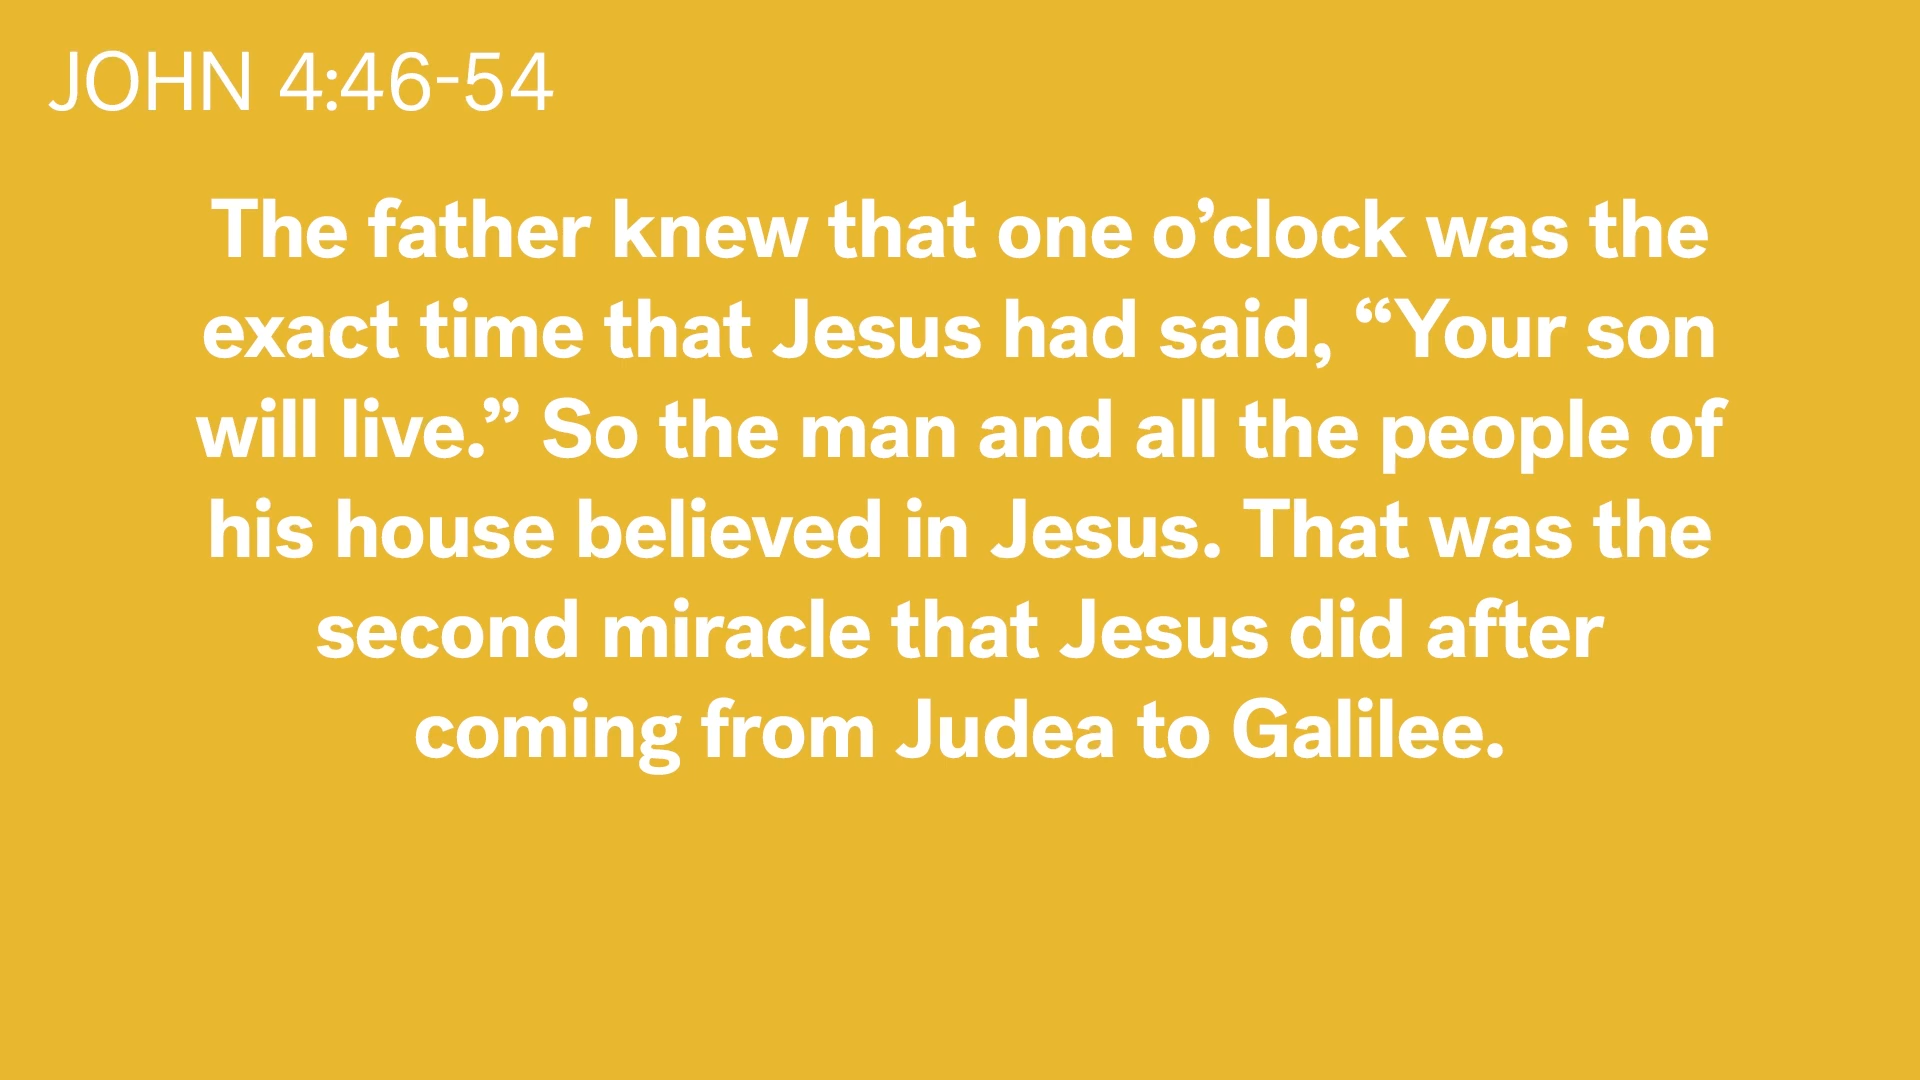 JOHN 4:46-54
The father knew that one o’clock was the
exact time that Jesus had said, “Your son
will live.” So the man and all the people of
his house believed in Jesus. That was the
second miracle that Jesus did after
coming from Judea to Galilee.